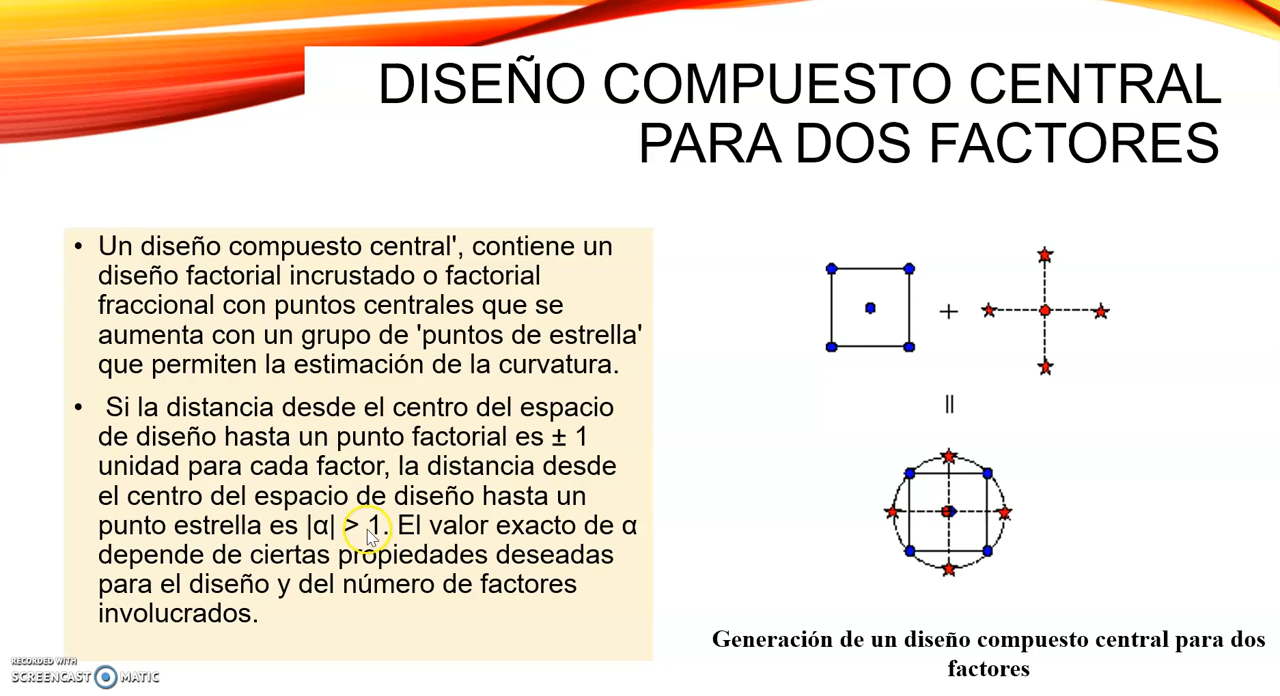 DISEÑO COMPUESTO CENTRAL
PARA DOS FACTORES
• Un diseño compuesto central', contiene un
diseño factorial incrustado o factorial
fraccional con puntos centrales que se
aumenta con un grupo de 'puntos de estrella'
que permiten la estimación de la curvatura.
• Si la distancia desde el centro del espacio
de diseño hasta un punto factorial es ± 1
unidad para cada factor, la distancia desde
el centro del espacio de diseño hasta un
punto estrella es |α| > 1. El valor exacto de α
depende de ciertas propiedades deseadas
para el diseño y del número de factores
involucrados.
+
=
Generación de un diseño compuesto central para dos
factores
RECORDED WITH
SCREENCAST MATIC